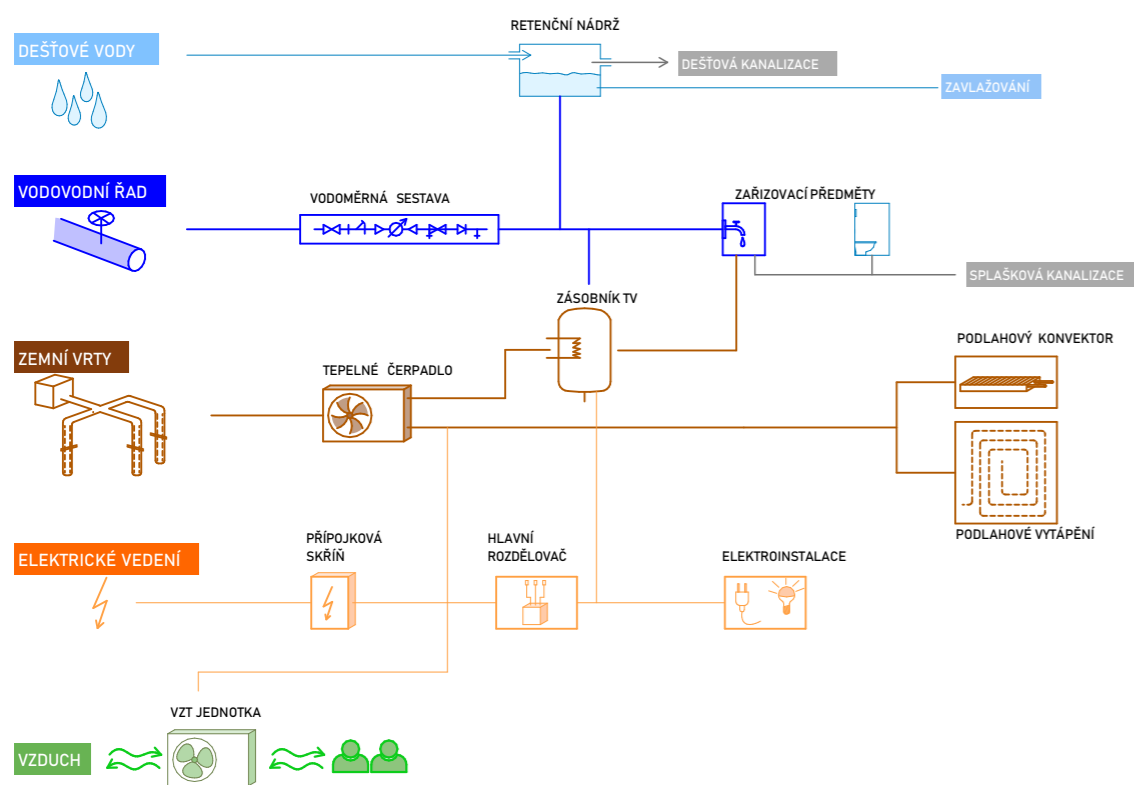 RETENČNÍ NÁDRŽ
DEŠŤOVÉ VODY
DEŠŤOVÁ KANALIZACE
ZAVLAŽOVÁNÍ
VODOVODNÍ ŘAD
VODOMĚRNÁ SESTAVA
ZAŘIZOVACÍ PŘEDMĚTY
SPLAŠKOVÁ KANALIZACE
ZÁSOBNÍK TV
ZEMNÍ VRTY
TEPELNÉ ČERPADLO
PODLAHOVÝ KONVEKTOR
PODLAHOVÉ VYTÁPĚNÍ
ELEKTRICKÉ VEDENÍ
PŘÍPOJKOVÁ
SKŘÍŇ
HLAVNÍ
ROZDĚLOVAČ
ELEKTROINSTALACE
VZT JEDNOTKA
VZDUCH